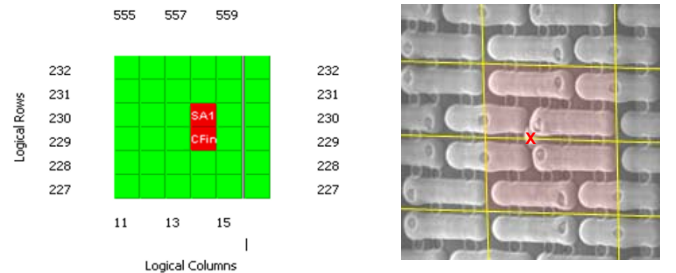 555 557 559
232 232
231 231
230 SA1 230
229 CFin 229
228 228
227 227
11 13 15
Logical Rows
Logical Columns
X